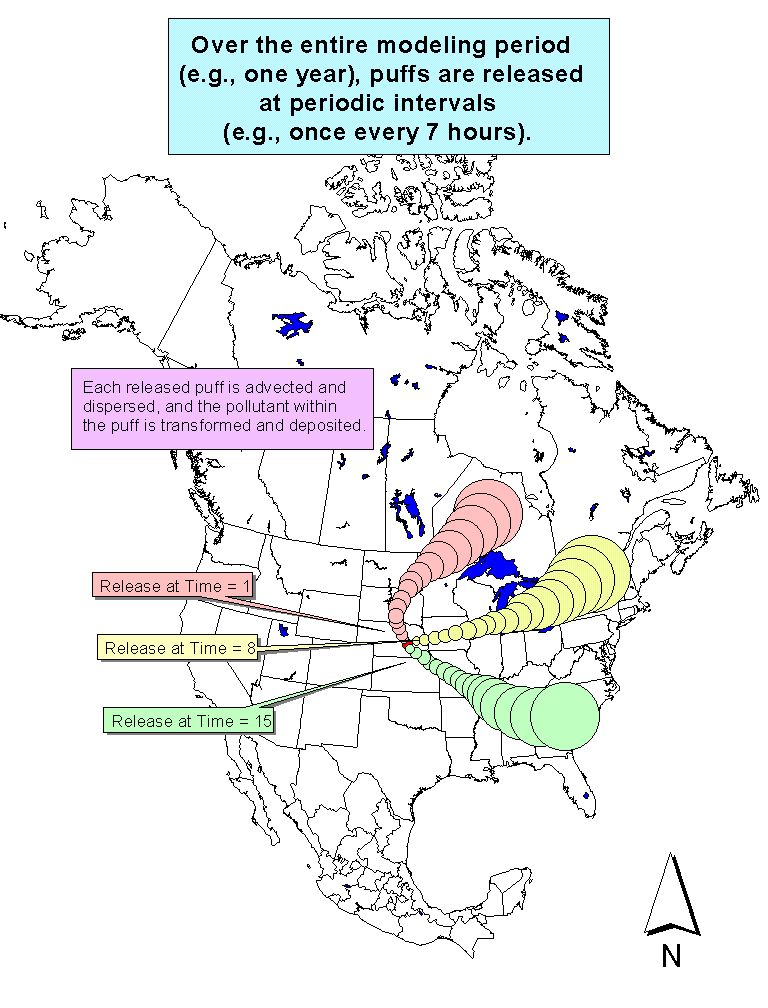 Over the entire modeling period
(e.g., one year), puffs are released
at periodic intervals
(e.g., once every 7 hours).
Each released puff is advected and
dispersed, and the pollutant within
the puff is transformed and deposited.
Release at Time = 1
Release at Time = 8
Release at Time = 15
N